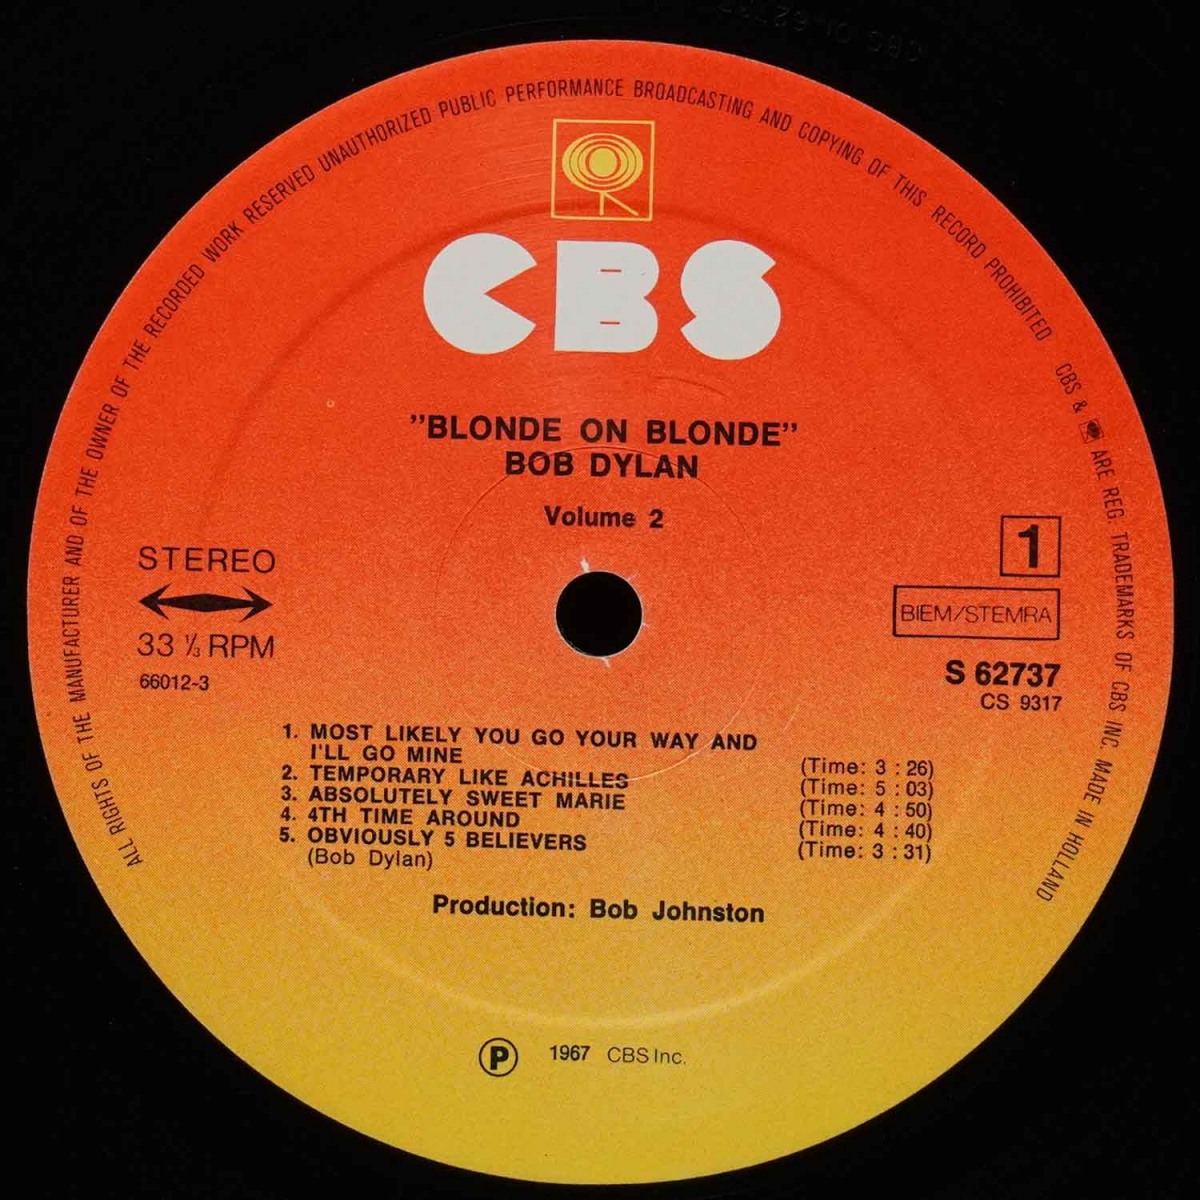 ALL RIGHTS OF THE MANUFACTURER AND OF THE OWNER OF THE RECORDED WORK RESERVED UNAUTHORIZED PUBLIC PERFORMANCE BROADCASTING AND COPYING OF THIS RECORD PROHIBITED CBS & ARE REG. TRADEMARKS OF CBS INC. MADE IN HOLLAND
CBS
"BLONDE ON BLONDE"
BOB DYLAN
Volume 2
STEREO
33 ⅓ RPM
66012-3
1
BIEM/STEMRA
S 62737
CS 9317
1. MOST LIKELY YOU GO YOUR WAY AND
I'LL GO MINE (Time: 3 : 26)
2. TEMPORARY LIKE ACHILLES (Time: 5 : 03)
3. ABSOLUTELY SWEET MARIE (Time: 4 : 50)
4. 4TH TIME AROUND (Time: 4 : 40)
5. OBVIOUSLY 5 BELIEVERS (Time: 3 : 31)
(Bob Dylan)
Production: Bob Johnston
Ⓟ 1967 CBS Inc.